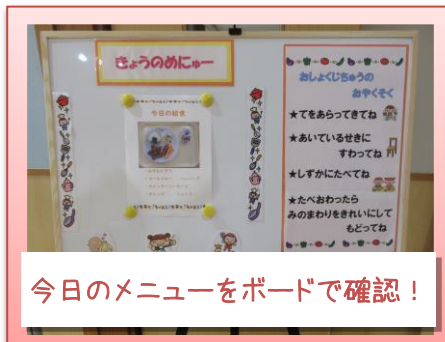 きょうのめにゅー
今日の給食
おしょくじちゅうの
おやくそく
★てをあらってきてね
★あいているせきに
すわってね
★しずかにたべてね
★たべおわったら
みのまわりをきれいにして
もどってね
今日のメニューをボードで確認！